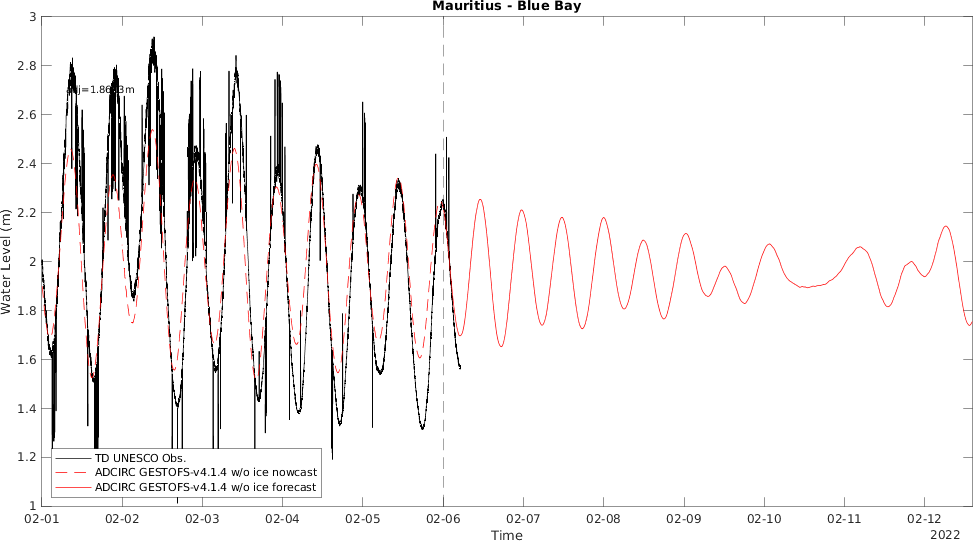 Mauritius - Blue Bay
Water Level (m)
3
2.8
2.6
2.4
2.2
2
1.8
1.6
1.4
1.2
1
TD UNESCO Obs.
ADCIRC GESTOFS-v4.1.4 w/o ice nowcast
ADCIRC GESTOFS-v4.1.4 w/o ice forecast
02-01 02-02 02-03 02-04 02-05 02-06 02-07 02-08 02-09 02-10 02-11 02-12
Time
2022